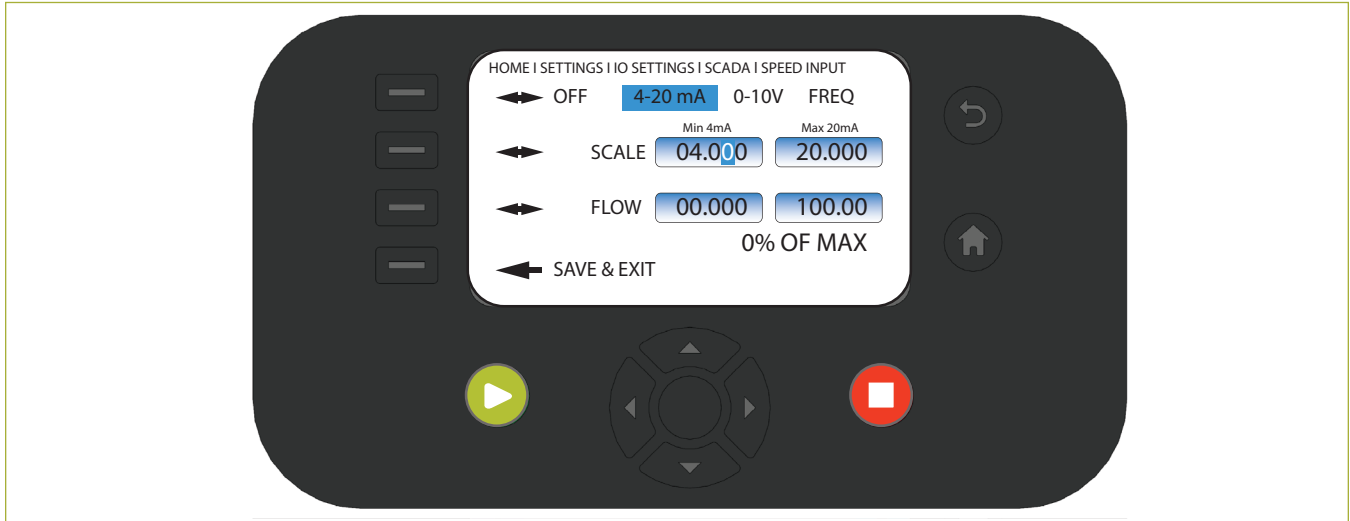 HOME I SETTINGS I IO SETTINGS I SCADA I SPEED INPUT
OFF 4-20 mA 0-10V FREQ
Min 4mA Max 20mA
SCALE 04.000 20.000
FLOW 00.000 100.00
0% OF MAX
SAVE & EXIT